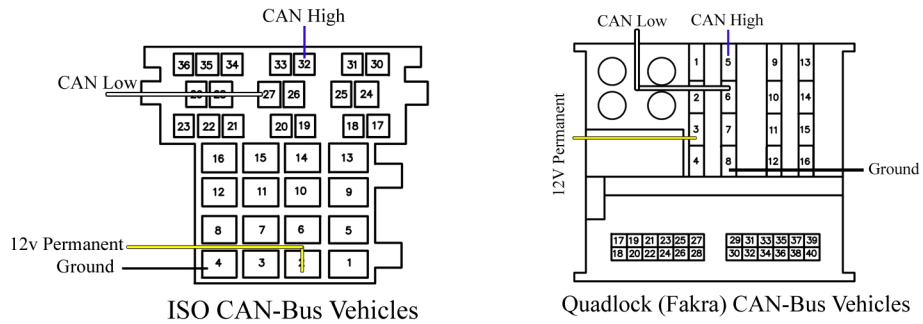 CAN High
CAN Low
36 35 34 33 32 31 30
27 26 25 24
23 22 21 20 19 18 17
16 15 14 13
12 11 10 9
8 7 6 5
12v Permanent
Ground
4 3 2 1
ISO CAN-Bus Vehicles
CAN Low
CAN High
1 5 9 13
2 6 10 14
3 7 11 15
4 8 12 16
12V Permanent
Ground
17 19 21 23 25 27 29 31 33 35 37 39
18 20 22 24 26 28 30 32 34 36 38 40
Quadlock (Fakra) CAN-Bus Vehicles